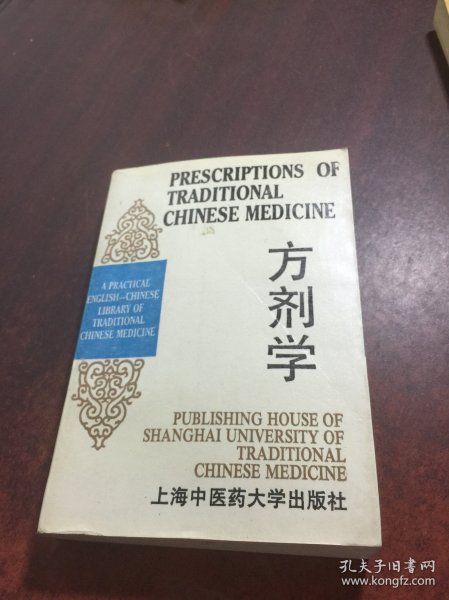 PRESCRIPTIONS OF
TRADITIONAL
CHINESE MEDICINE
方剂学
A PRACTICAL
ENGLISH--CHINESE
LIBRARY OF
TRADITIONAL
CHINESE MEDICINE
PUBLISHING HOUSE OF
SHANGHAI UNIVERSITY OF
TRADITIONAL
CHINESE MEDICINE
上海中医药大学出版社
孔夫子旧书网
www.kongfz.com